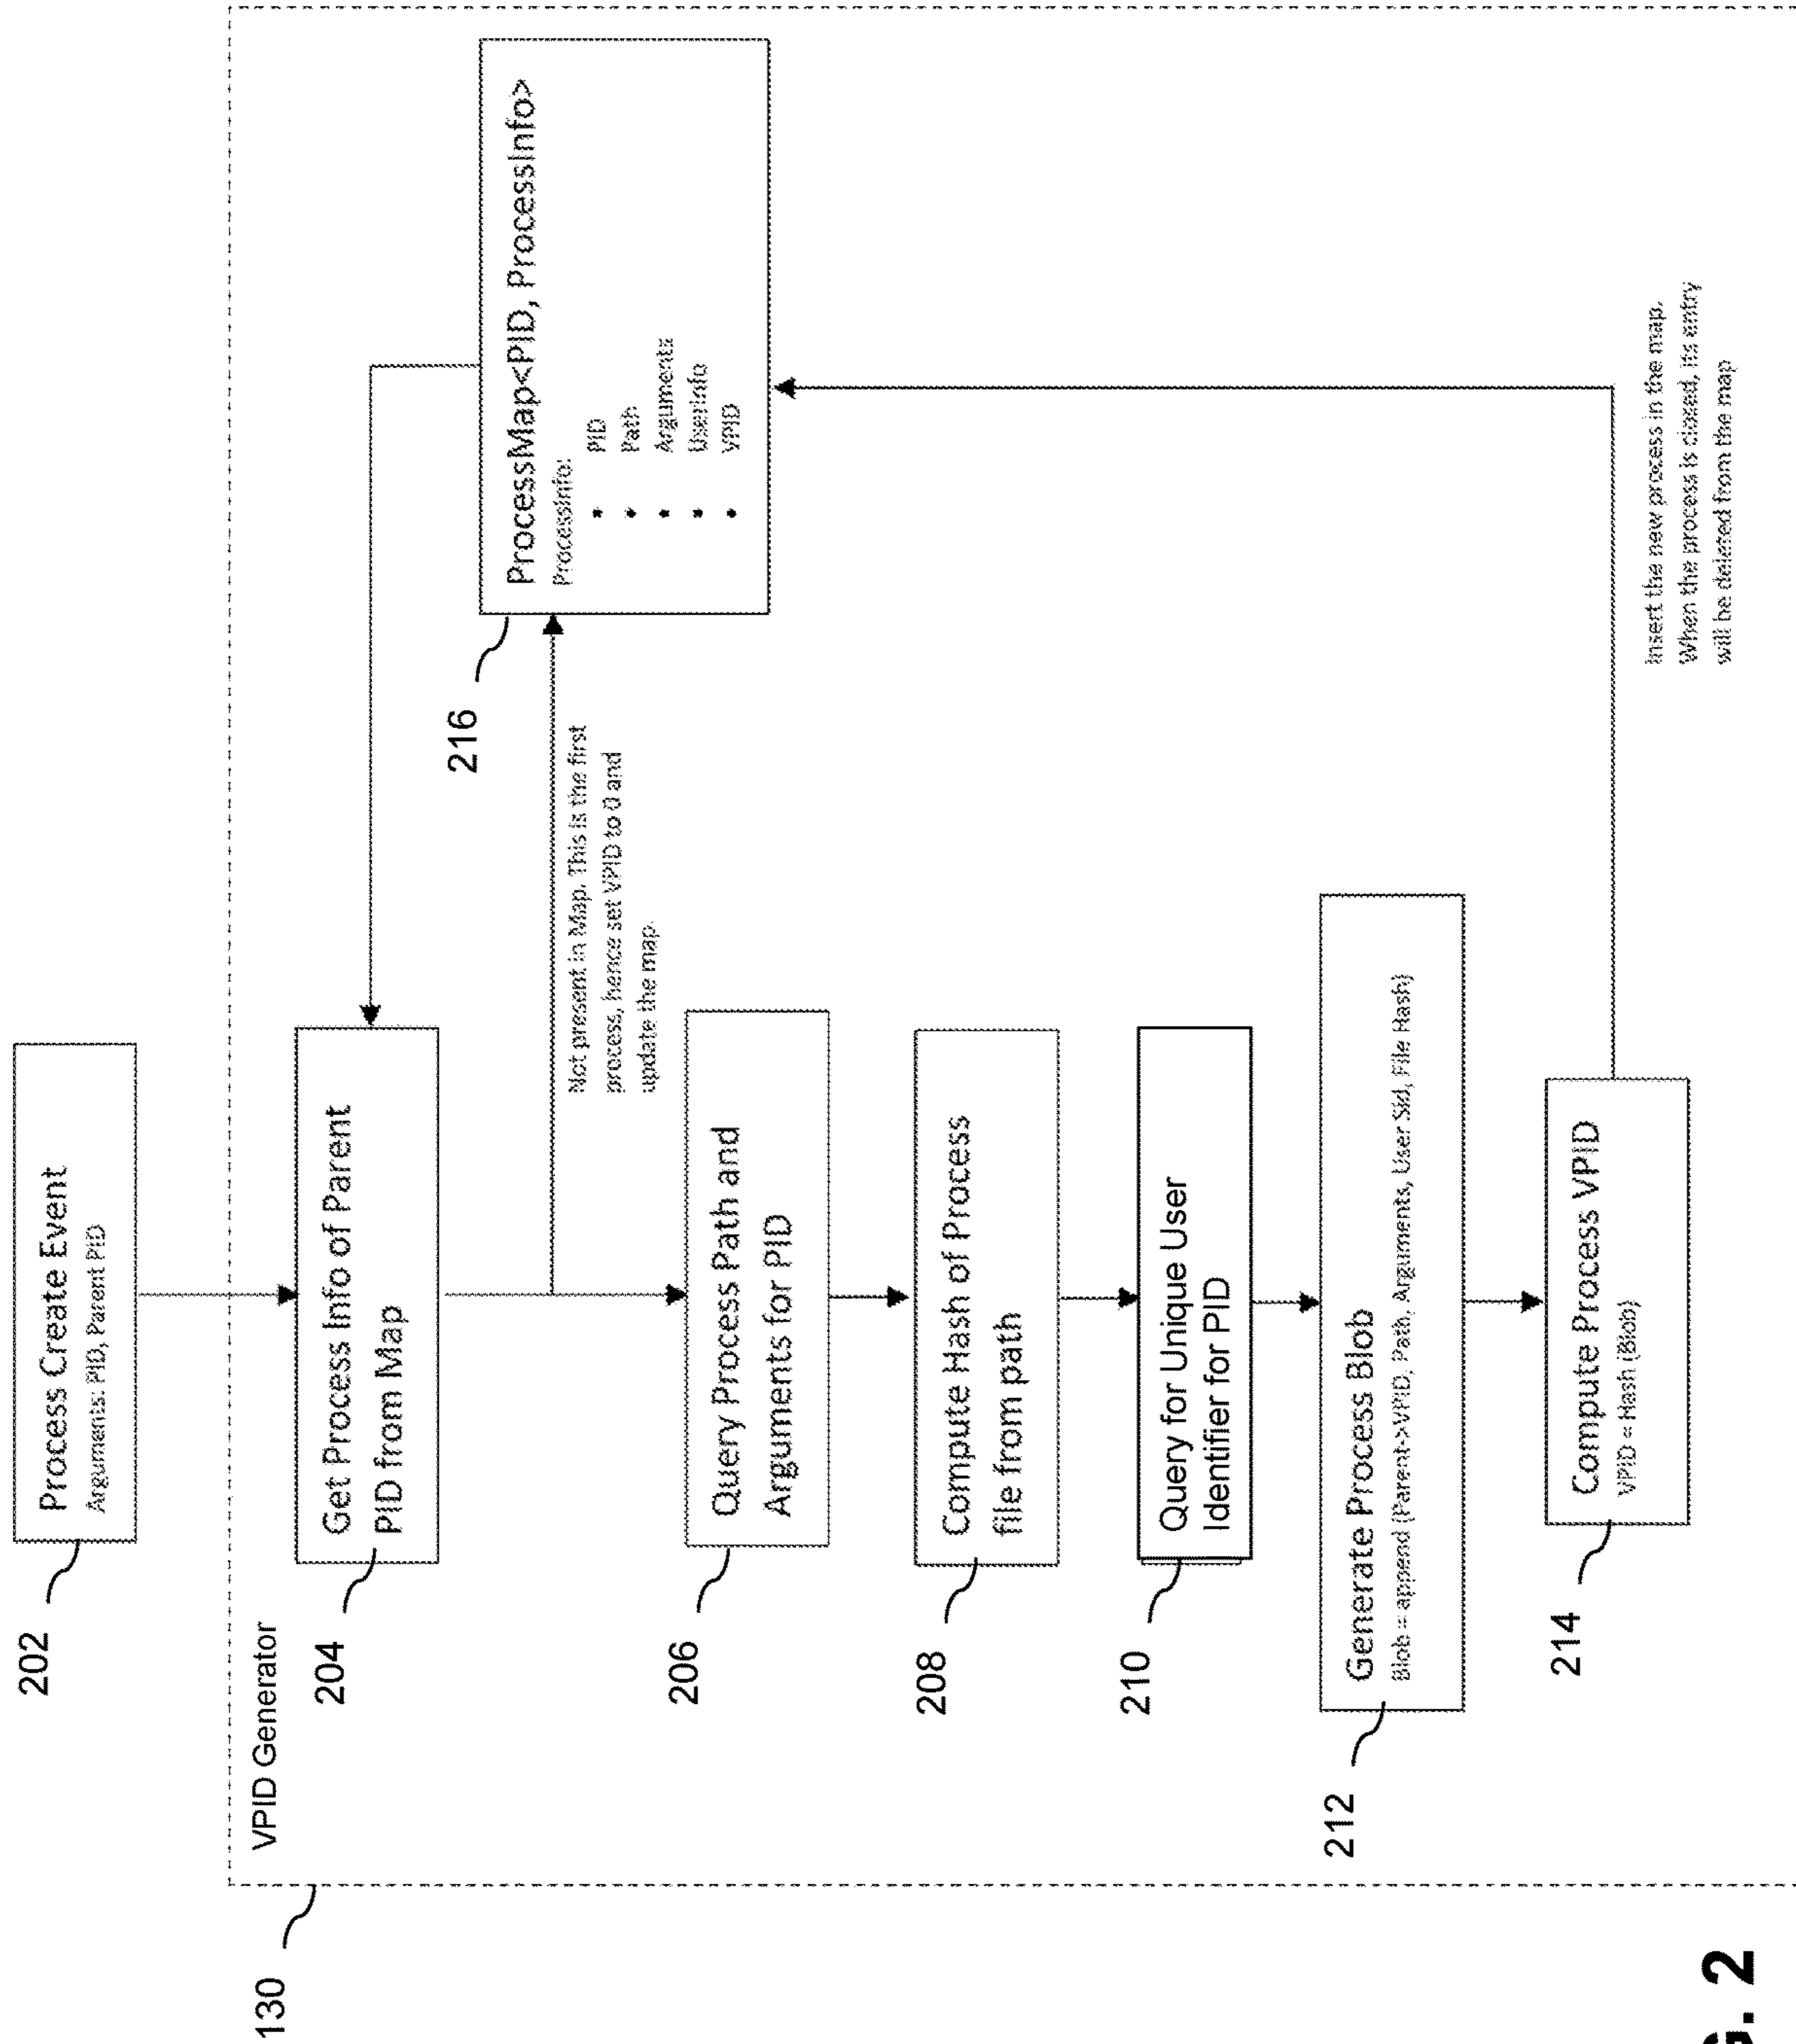 202
Process Create Event
Arguments: PID, Parent PID
130
VPID Generator
204
Get Process Info of Parent
PID from Map
216
ProcessMap<PID, ProcessInfo>
ProcessInfo:
• PID
• Path
• Arguments
• UserInfo
• VPID
Not present in Map. This is the first
process, hence set VPID to 0 and
update the map.
206
Query Process Path and
Arguments for PID
208
Compute Hash of Process
file from path
210
Query for Unique User
Identifier for PID
212
Generate Process Blob
Blob = append (Parent->VPID, Path, Arguments, User Sid, File Hash)
214
Compute Process VPID
VPID = Hash (Blob)
Insert the new process in the map.
When the process is closed, its entry
will be deleted from the map
G. 2